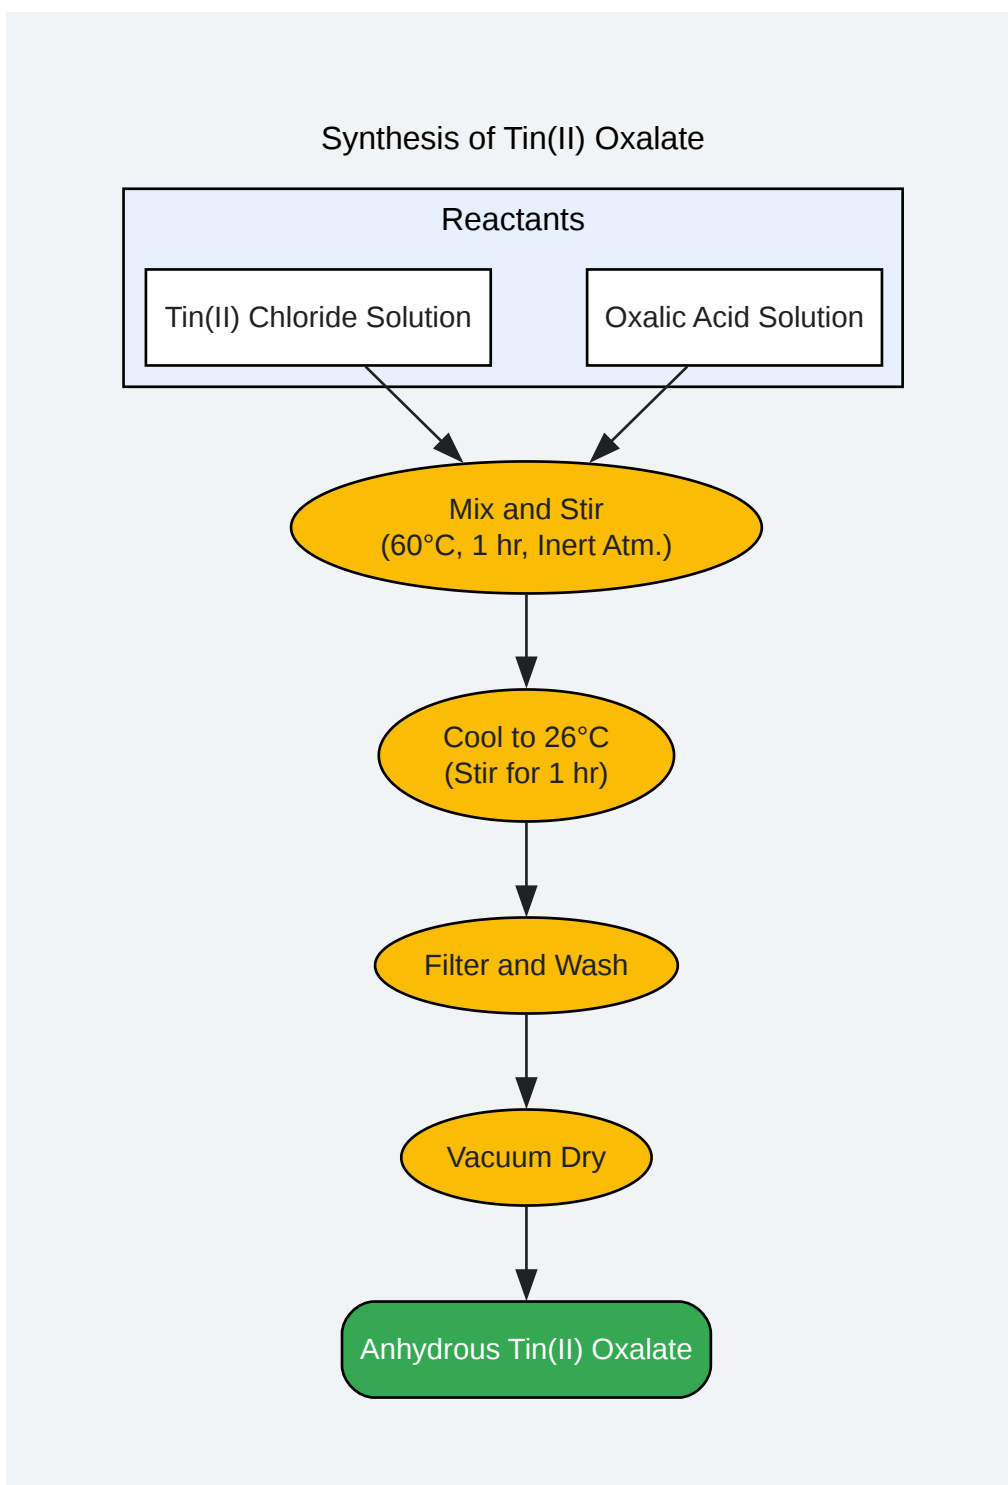 Synthesis of Tin(II) Oxalate
Reactants
Tin(II) Chloride Solution
Oxalic Acid Solution
Mix and Stir
(60°C, 1 hr, Inert Atm.)
Cool to 26°C
(Stir for 1 hr)
Filter and Wash
Vacuum Dry
Anhydrous Tin(II) Oxalate